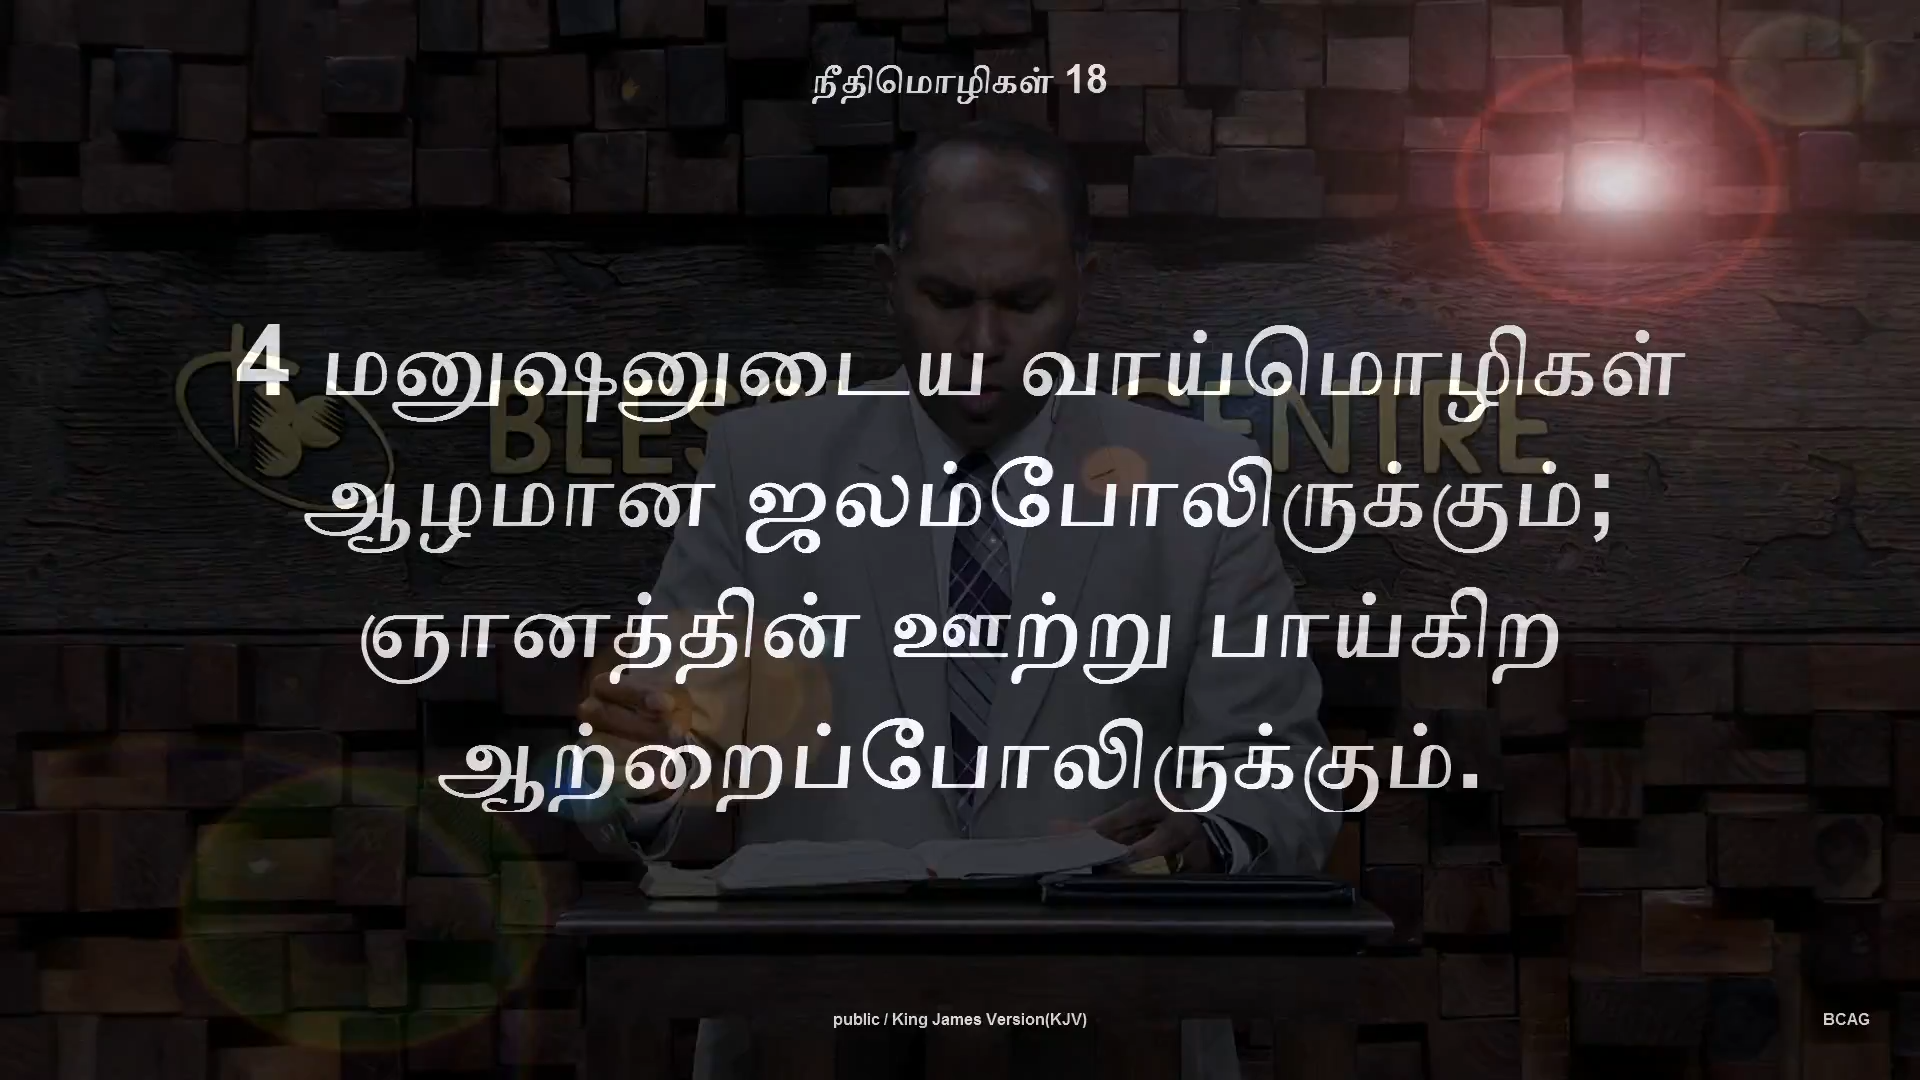 நீதிமொழிகள் 18
4 மனுஷனுடைய வாய்மொழிகள்
ஆழமான ஜலம்போலிருக்கும்;
ஞானத்தின் ஊற்று பாய்கிற
ஆற்றைப்போலிருக்கும்.
public / King James Version(KJV)
BCAG